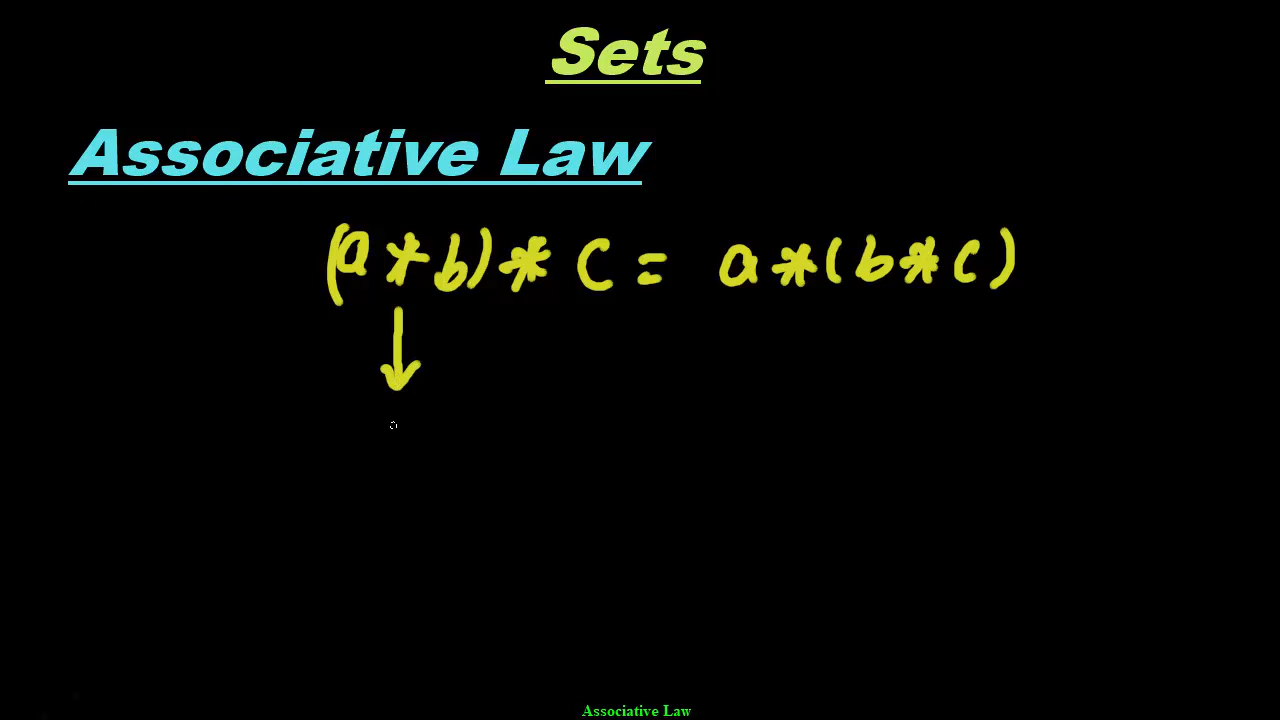 Sets
Associative Law
(a * b) * c = a * (b * c)
Associative Law